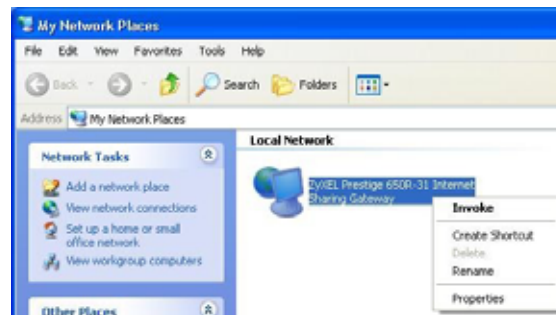 My Network Places
File Edit View Favorites Tools Help
Back Search Folders
Address My Network Places
Network Tasks
Add a network place
View network connections
Set up a home or small
office network
View workgroup computers
Other Places
Local Network
ZyXEL Prestige 650R-31 Internet
Sharing Gateway
Invoke
Create Shortcut
Delete
Rename
Properties